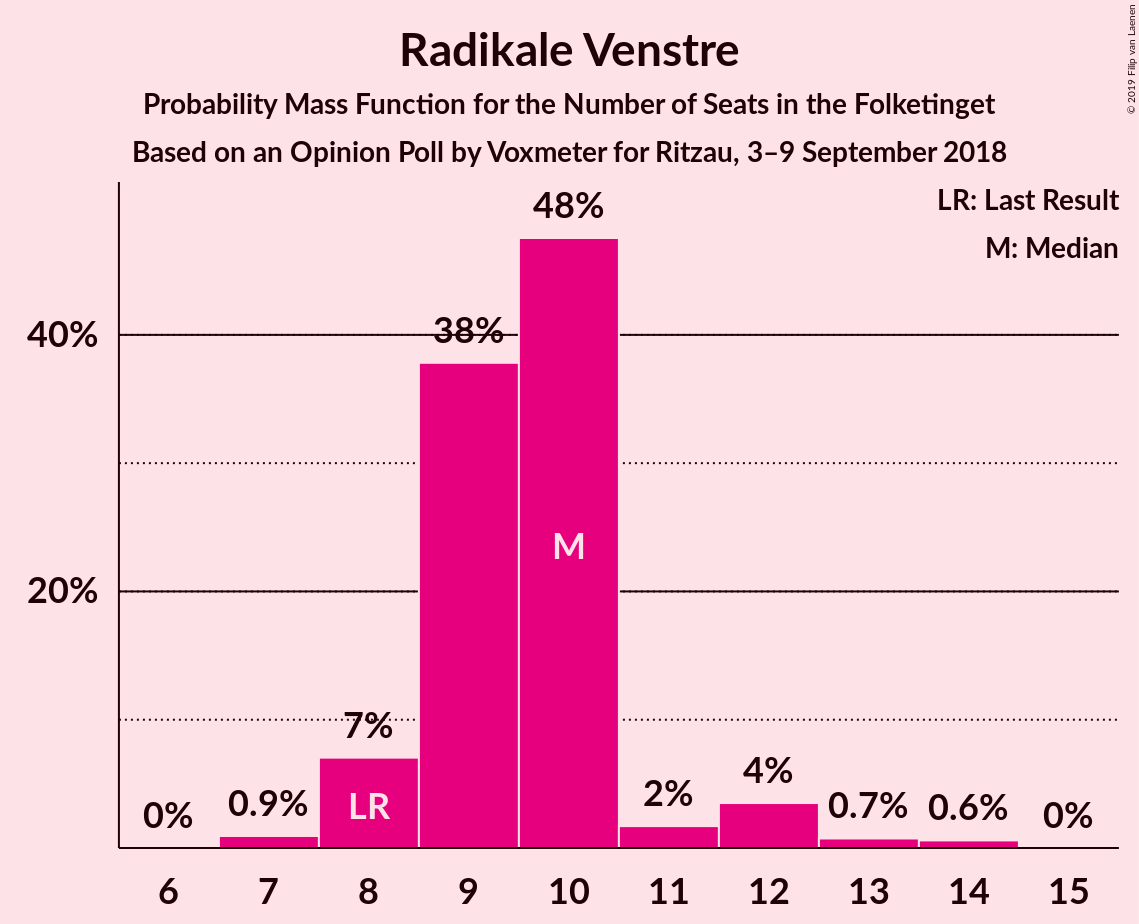 Radikale Venstre
Probability Mass Function for the Number of Seats in the Folketinget
Based on an Opinion Poll by Voxmeter for Ritzau, 3–9 September 2018
© 2019 Filip van Laenen
LR: Last Result
M: Median
48%
38%
40%
M
20%
7%
4%
2%
0.9%
LR
0.7%
0.6%
0%
0%
6 7 8 9 10 11 12 13 14 15